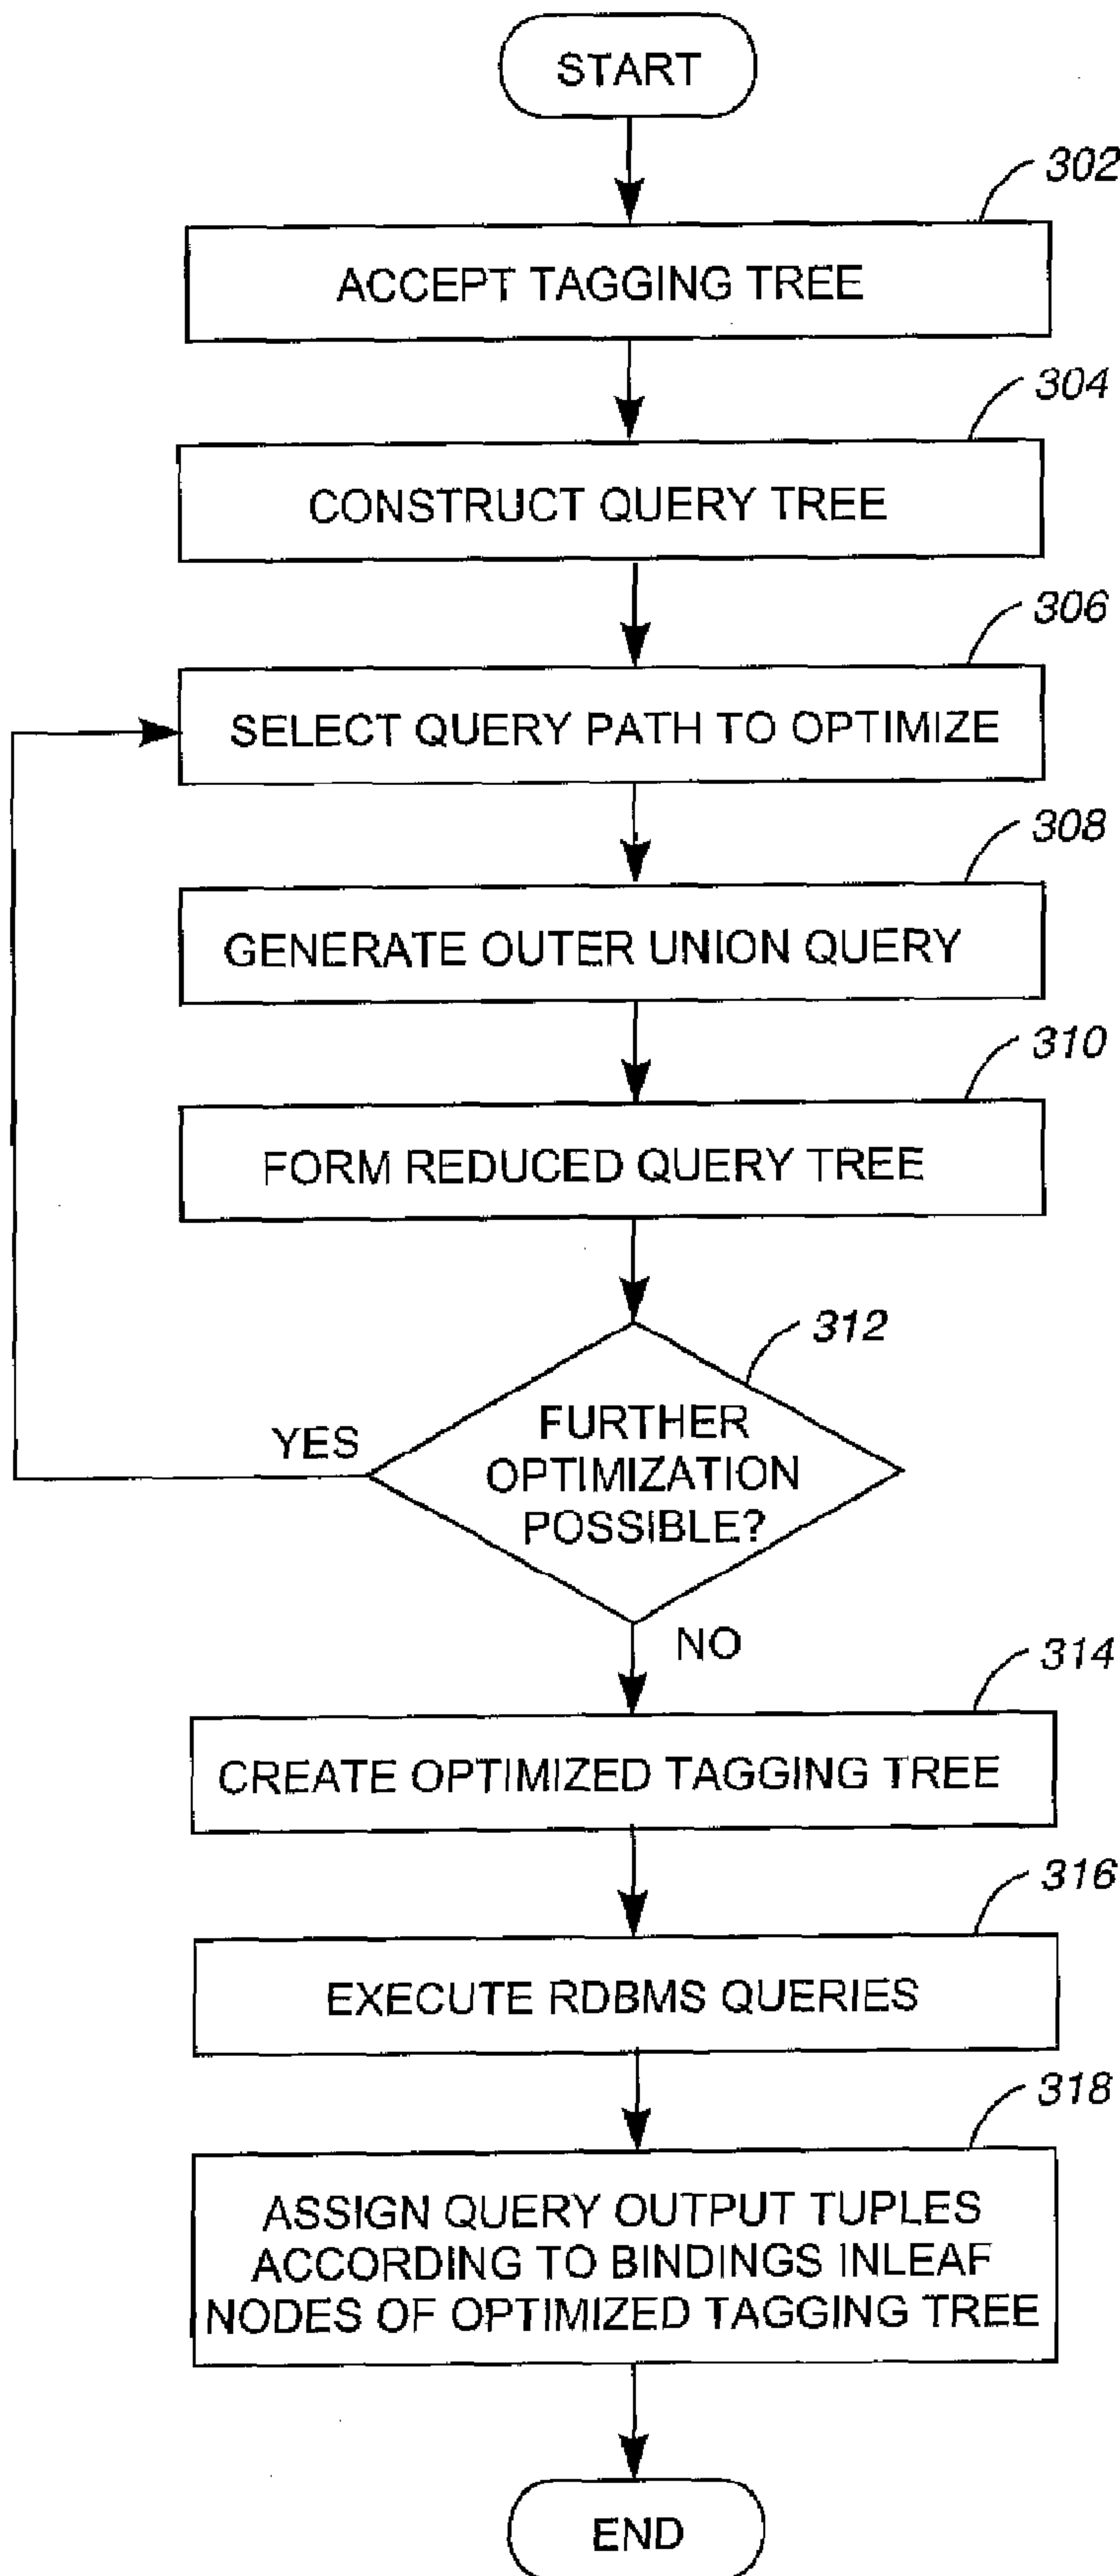 START
302
ACCEPT TAGGING TREE
304
CONSTRUCT QUERY TREE
306
SELECT QUERY PATH TO OPTIMIZE
308
GENERATE OUTER UNION QUERY
310
FORM REDUCED QUERY TREE
312
FURTHER
OPTIMIZATION
POSSIBLE?
YES
NO
314
CREATE OPTIMIZED TAGGING TREE
316
EXECUTE RDBMS QUERIES
318
ASSIGN QUERY OUTPUT TUPLES
ACCORDING TO BINDINGS INLEAF
NODES OF OPTIMIZED TAGGING TREE
END